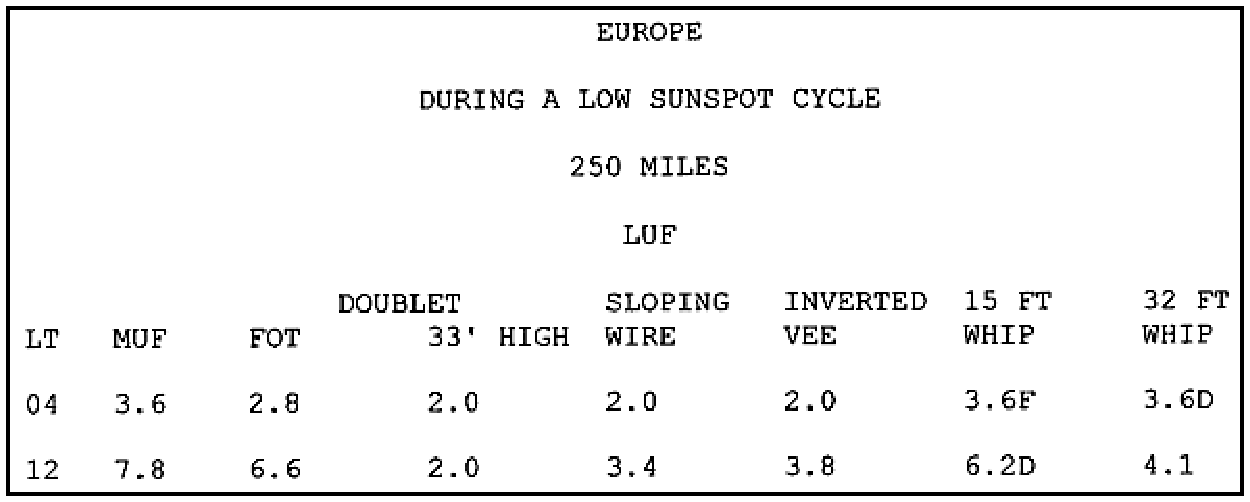 EUROPE
DURING A LOW SUNSPOT CYCLE
250 MILES
LUF
DOUBLET SLOPING INVERTED 15 FT 32 FT
LT MUF FOT 33' HIGH WIRE VEE WHIP WHIP
04 3.6 2.8 2.0 2.0 2.0 3.6F 3.6D
12 7.8 6.6 2.0 3.4 3.8 6.2D 4.1